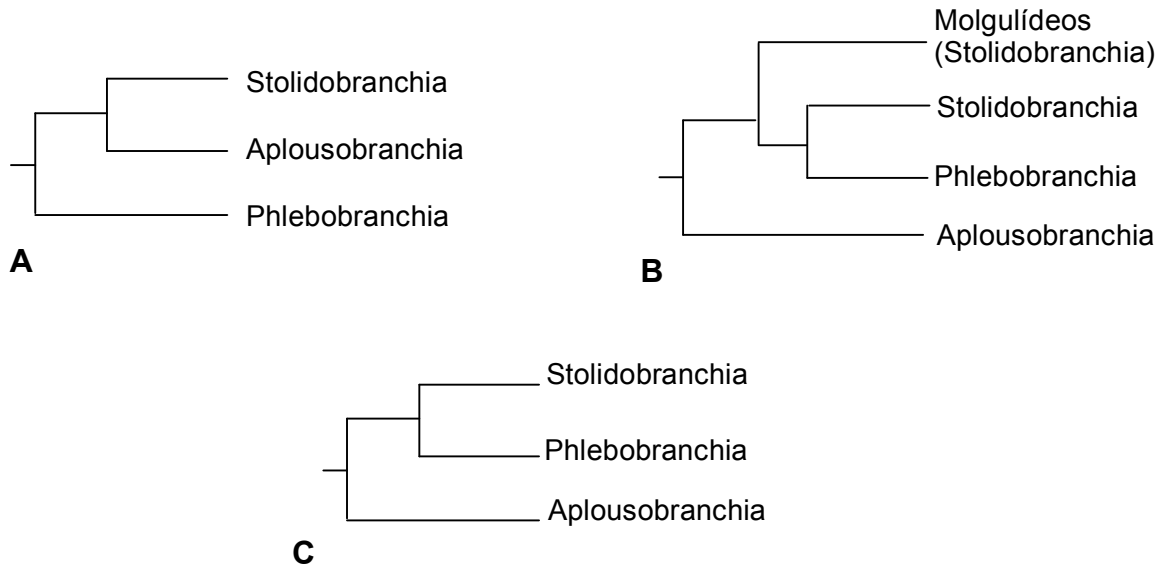 Stolidobranchia
Aplousobranchia
Phlebobranchia
A
Molgulídeos
(Stolidobranchia)
Stolidobranchia
Phlebobranchia
Aplousobranchia
B
Stolidobranchia
Phlebobranchia
Aplousobranchia
C